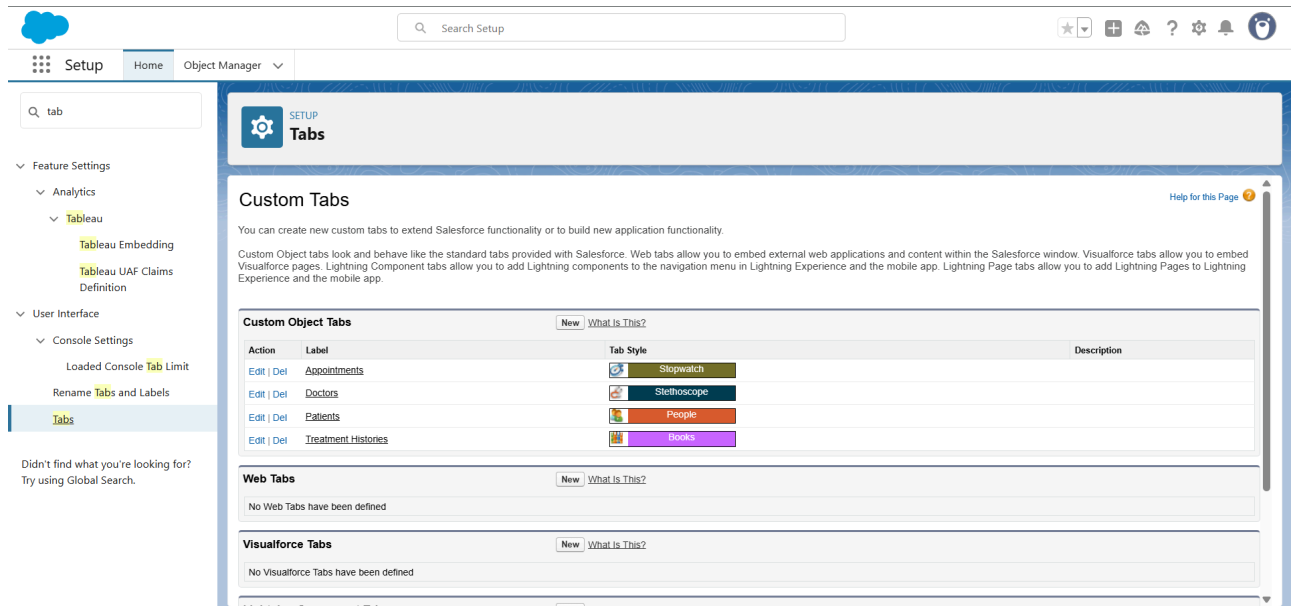 Search Setup
Setup
Home
Object Manager
tab
Feature Settings
Analytics
Tableau
Tableau Embedding
Tableau UAF Claims
Definition
User Interface
Console Settings
Loaded Console Tab Limit
Rename Tabs and Labels
Tabs
Didn't find what you're looking for?
Try using Global Search.
SETUP
Tabs
Custom Tabs
Help for this Page ?
You can create new custom tabs to extend Salesforce functionality or to build new application functionality.
Custom Object tabs look and behave like the standard tabs provided with Salesforce. Web tabs allow you to embed external web applications and content within the Salesforce window. Visualforce tabs allow you to embed
Visualforce pages. Lightning Component tabs allow you to add Lightning components to the navigation menu in Lightning Experience and the mobile app. Lightning Page tabs allow you to add Lightning Pages to Lightning
Experience and the mobile app.
Custom Object Tabs New What Is This?
Action Label Tab Style Description
Edit | Del Appointments Stopwatch
Edit | Del Doctors Stethoscope
Edit | Del Patients People
Edit | Del Treatment Histories Books
Web Tabs New What Is This?
No Web Tabs have been defined
Visualforce Tabs New What Is This?
No Visualforce Tabs have been defined